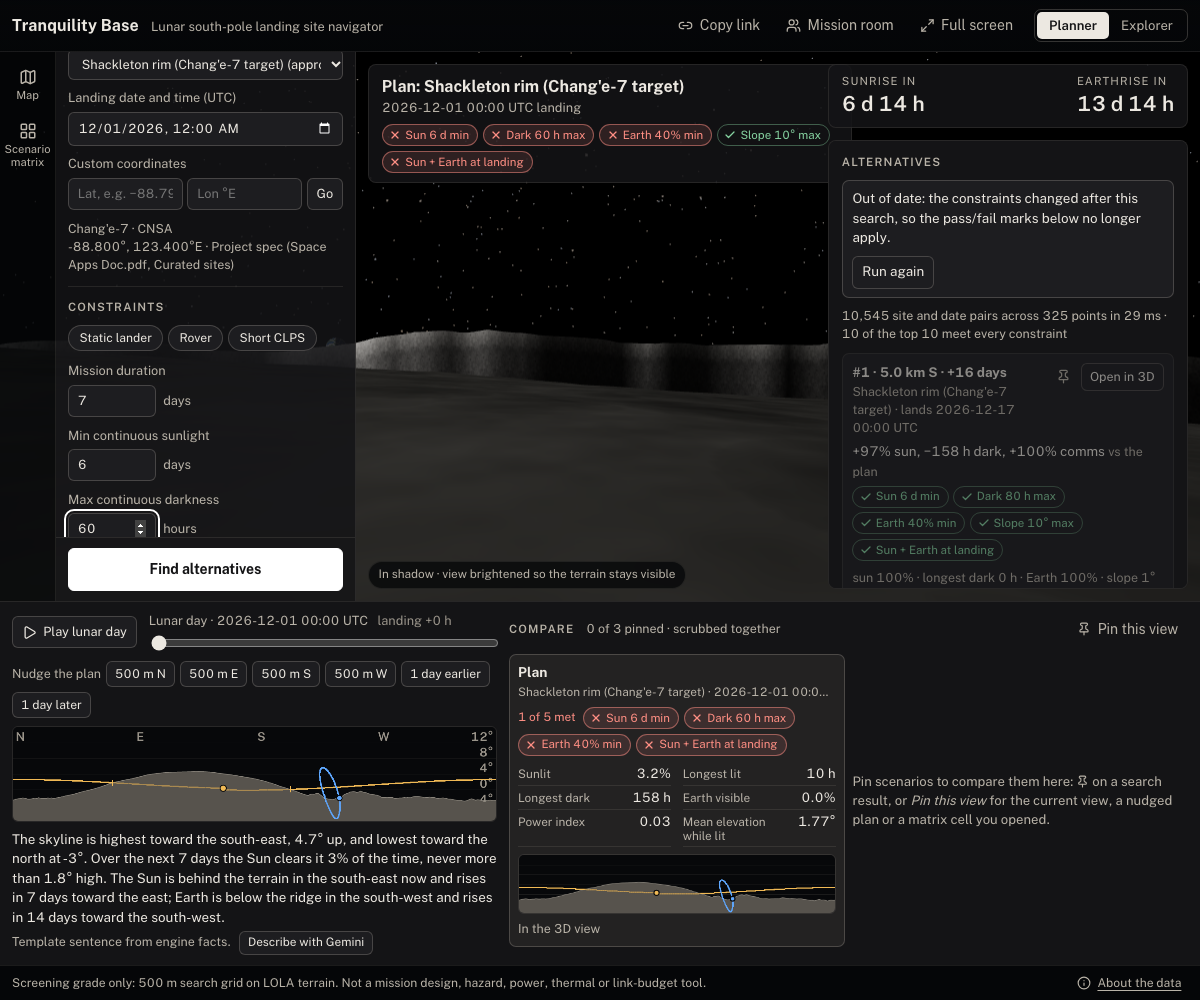 Tranquility Base Lunar south-pole landing site navigator
Copy link Mission room Full screen Planner Explorer
Map
Scenario matrix
Shackleton rim (Chang'e-7 target)
Landing date and time (UTC)
12/01/2026, 12:00 AM
Custom coordinates
Lat, e.g. −88.79 Lon °E Go
Chang'e-7 · CNSA
-88.800°, 123.400°E · Project spec (Space
Apps Doc.pdf, Curated sites)
CONSTRAINTS
Static lander Rover Short CLPS
Mission duration
7 days
Min continuous sunlight
6 days
Max continuous darkness
60 hours
Find alternatives
Plan: Shackleton rim (Chang'e-7 target)
2026-12-01 00:00 UTC landing
Sun 6 d min Dark 60 h max Earth 40% min Slope 10° max
Sun + Earth at landing
In shadow · view brightened so the terrain stays visible
SUNRISE IN EARTHRISE IN
6 d 14 h 13 d 14 h
ALTERNATIVES
Out of date: the constraints changed after this
search, so the pass/fail marks below no longer
apply.
Run again
10,545 site and date pairs across 325 points in 29 ms ·
10 of the top 10 meet every constraint
#1 · 5.0 km S · +16 days Open in 3D
Shackleton rim (Chang'e-7
target) · lands 2026-12-17
00:00 UTC
+97% sun, −158 h dark, +100% comms vs the
plan
Sun 6 d min Dark 80 h max
Earth 40% min Slope 10° max
Sun + Earth at landing
sun 100% · longest dark 0 h · Earth 100% · slope 1°
Play lunar day Lunar day · 2026-12-01 00:00 UTC landing +0 h
Nudge the plan 500 m N 500 m E 500 m S 500 m W 1 day earlier
1 day later
N E S W 12°
8°
4°
0°
4°
The skyline is highest toward the south-east, 4.7° up, and lowest toward the
north at -3°. Over the next 7 days the Sun clears it 3% of the time, never more
than 1.8° high. The Sun is behind the terrain in the south-east now and rises
in 7 days toward the east; Earth is below the ridge in the south-west and rises
in 14 days toward the south-west.
Template sentence from engine facts. Describe with Gemini
COMPARE 0 of 3 pinned · scrubbed together Pin this view
Plan
Shackleton rim (Chang'e-7 target) · 2026-12-01 00:0…
1 of 5 met Sun 6 d min Dark 60 h max
Earth 40% min Sun + Earth at landing
Sunlit 3.2% Longest lit 10 h
Longest dark 158 h Earth visible 0.0%
Power index 0.03 Mean elevation while lit 1.77°
In the 3D view
Pin scenarios to compare them here: on a search
result, or Pin this view for the current view, a nudged
plan or a matrix cell you opened.
Screening grade only: 500 m search grid on LOLA terrain. Not a mission design, hazard, power, thermal or link-budget tool. About the data